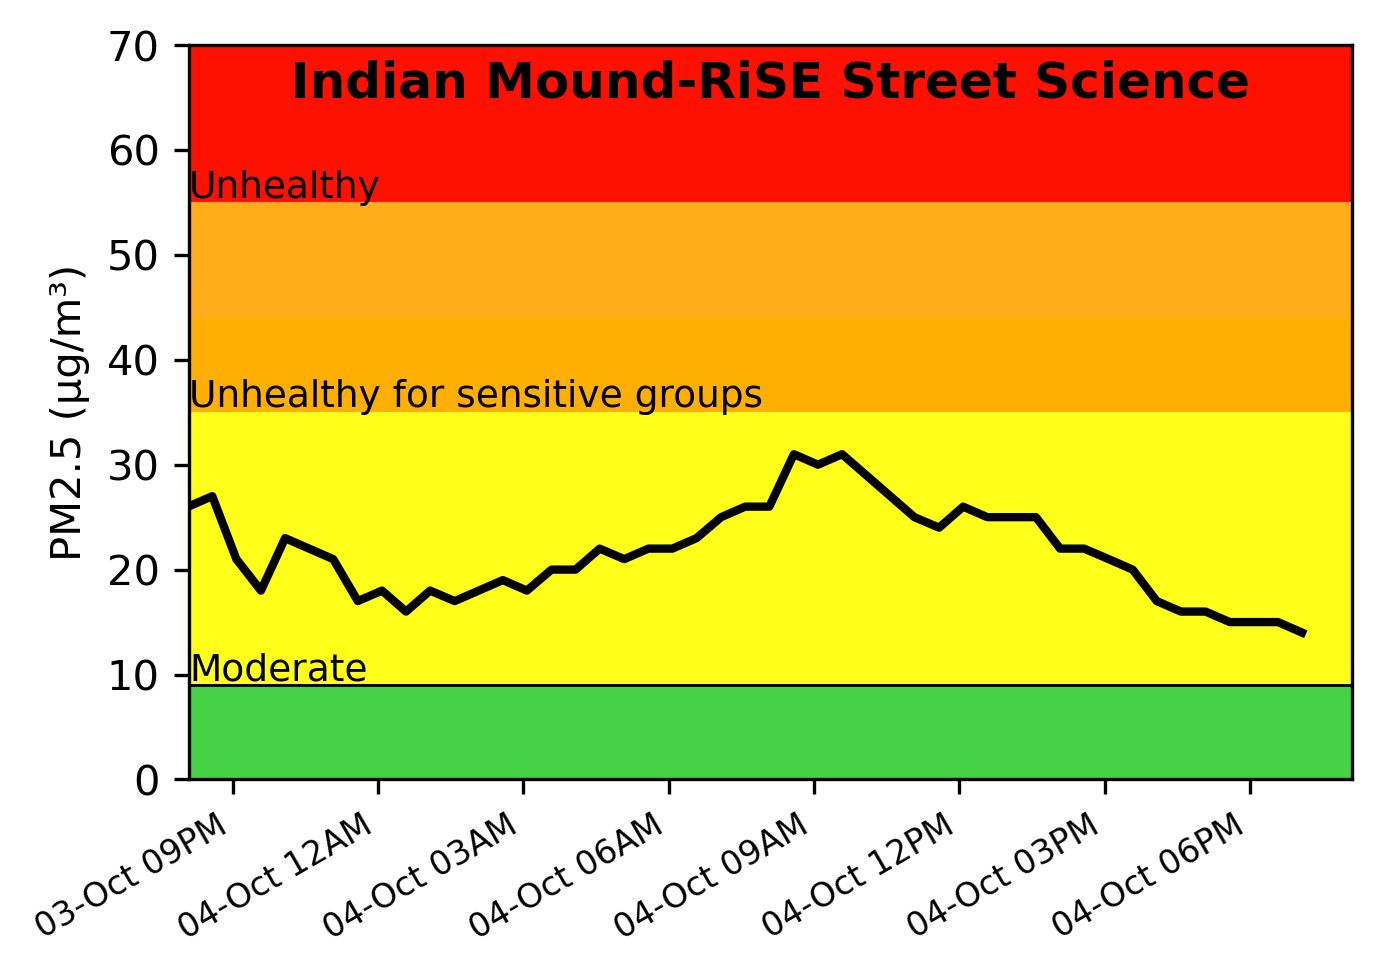 Indian Mound-RiSE Street Science
PM2.5 (µg/m³)
70
60
50
40
30
20
10
0
Unhealthy
Unhealthy for sensitive groups
Moderate
03-Oct 09PM
04-Oct 12AM
04-Oct 03AM
04-Oct 06AM
04-Oct 09AM
04-Oct 12PM
04-Oct 03PM
04-Oct 06PM